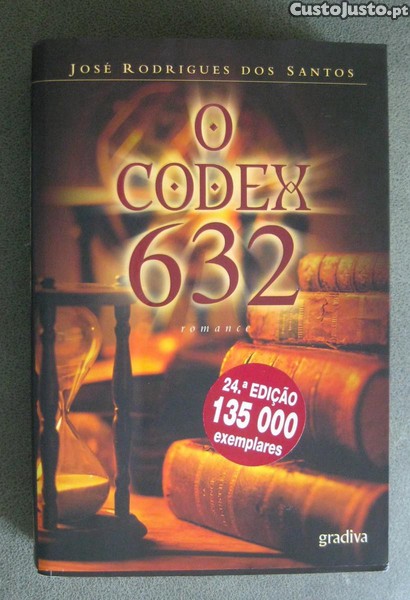 CustoJusto.pt
JOSÉ RODRIGUES DOS SANTOS
O
CODEX
632
romance
24.ª EDIÇÃO
135 000
exemplares
gradiva